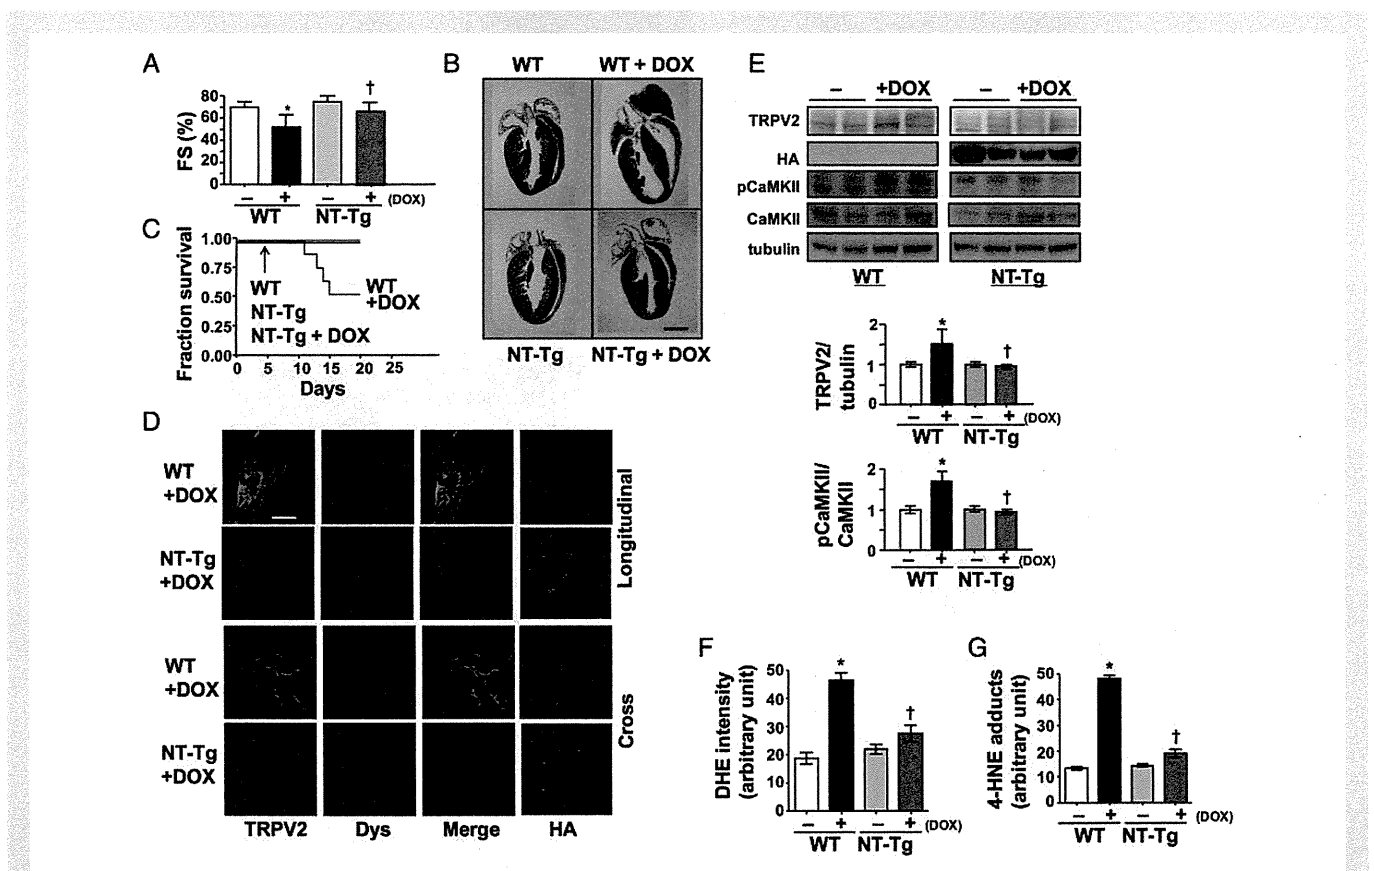 A
FS (%)
80
60
40
20
0
*
†
– + – + (DOX)
WT NT-Tg
B
WT WT + DOX
NT-Tg NT-Tg + DOX
C
Fraction survival
1.00
0.75
0.50
0.25
0.00
WT
NT-Tg
NT-Tg + DOX
WT
+DOX
0 5 10 15 20 25
Days
D
WT
+DOX
NT-Tg
+DOX
WT
+DOX
NT-Tg
+DOX
Longitudinal
Cross
TRPV2 Dys Merge HA
E
– +DOX – +DOX
TRPV2
HA
pCaMKII
CaMKII
tubulin
WT NT-Tg
TRPV2/
tubulin
2
1
0
*
†
– + – + (DOX)
WT NT-Tg
pCaMKII/
CaMKII
2
1
0
*
†
– + – + (DOX)
WT NT-Tg
F
DHE intensity
(arbitrary unit)
50
40
30
20
10
0
*
†
– + – + (DOX)
WT NT-Tg
G
4-HNE adducts
(arbitrary unit)
50
40
30
20
10
0
*
†
– + – + (DOX)
WT NT-Tg